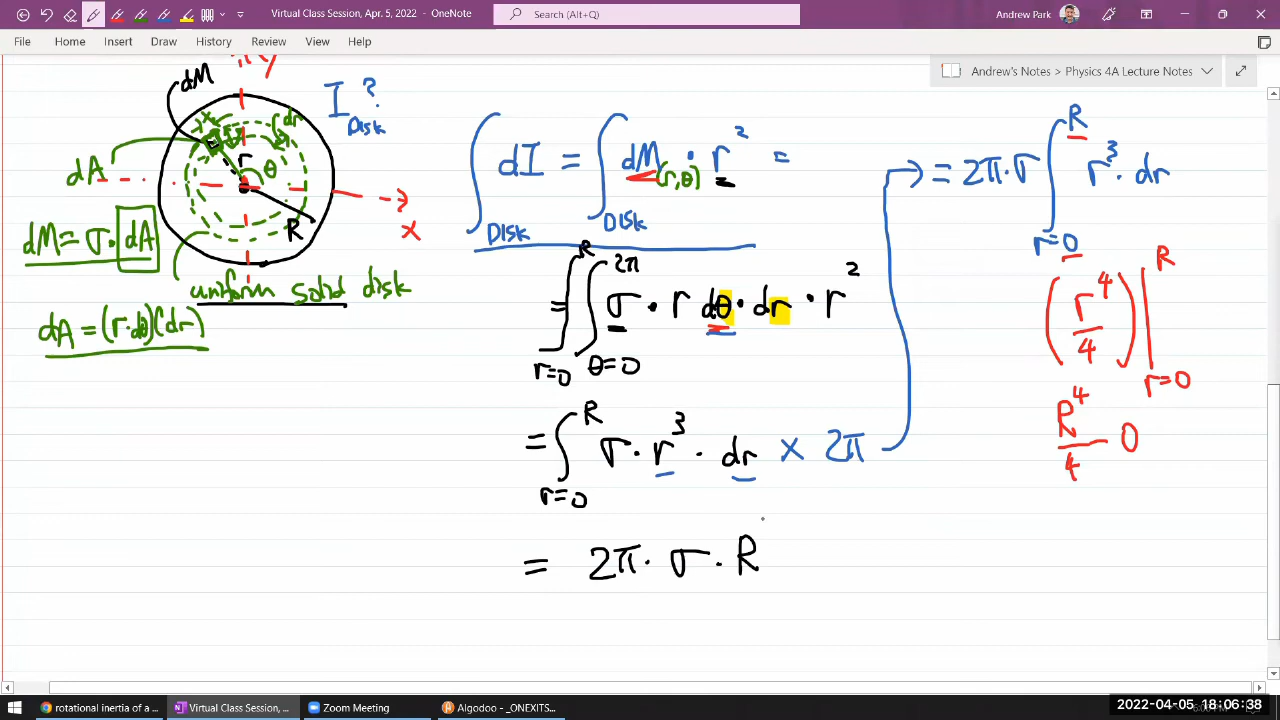 Virtual Class Session, Apr. 5, 2022 - OneNote
Search (Alt+Q)
Andrew Park
File Home Insert Draw History Review View Help
Andrew's Notes > Physics 4A Lecture Notes
y
dM
I_Disk ?
dr
dA
r
θ
R
x
dM = σ·dA
uniform solid disk
dA = (r·dθ)(dr)
∫_DISK dI = ∫_DISK dM(r,θ) · r² =
= ∫_{r=0}^{R} ∫_{θ=0}^{2π} σ · r dθ · dr · r²
= ∫_{r=0}^{R} σ · r³ · dr × 2π
= 2π · σ · R
= 2π·σ ∫_{r=0}^{R} r³ · dr
(r⁴/4) |_{r=0}^{R}
R⁴/4 − 0
rotational inertia of a ...
Virtual Class Session,...
Zoom Meeting
Algodoo - _ONEXITS...
2022-04-05 18:06:38